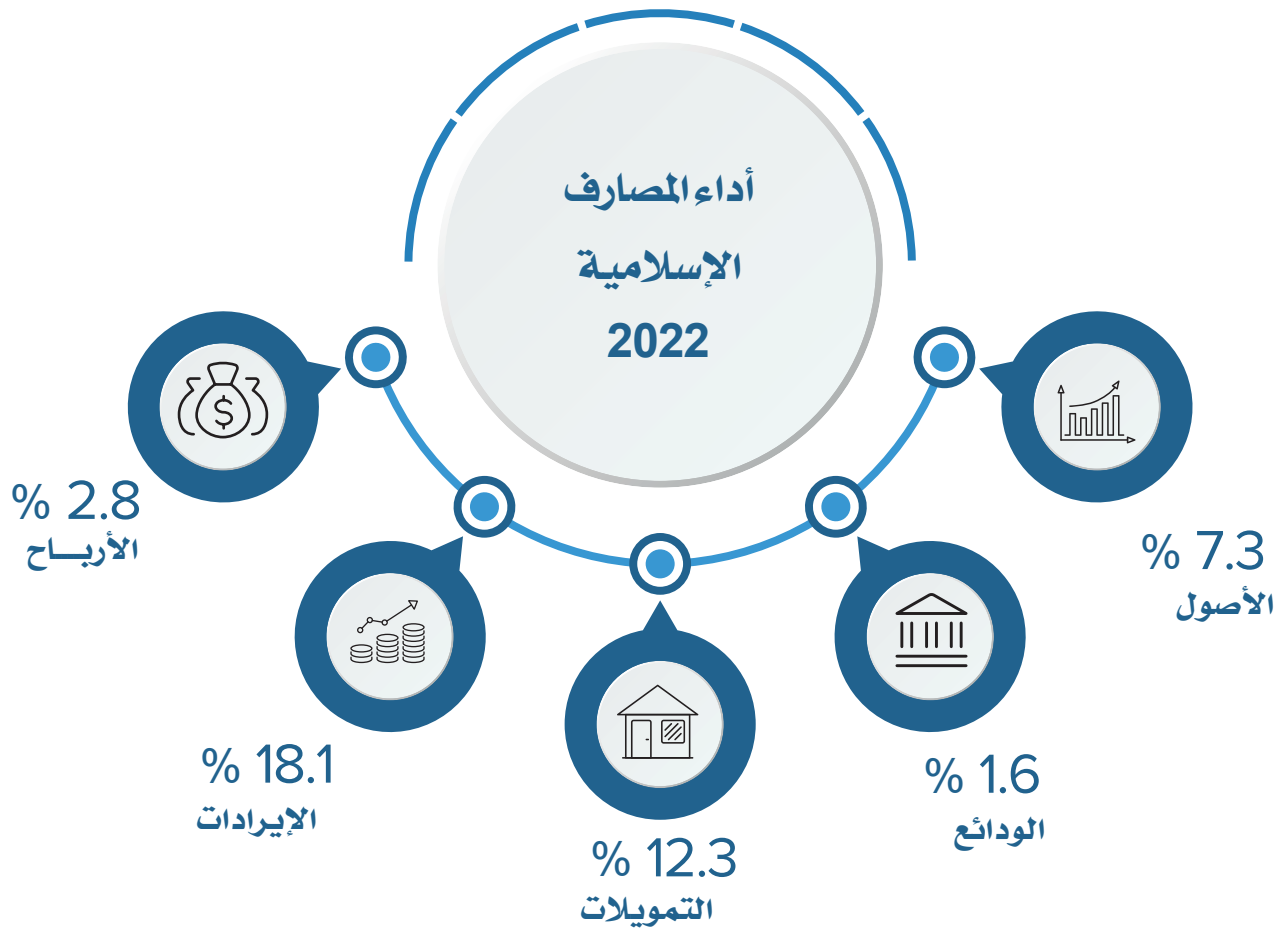 أداء المصارف
الإسلامية
2022
% 7.3
الأصول
% 1.6
الودائع
% 12.3
التمويلات
% 18.1
الإيرادات
% 2.8
الأربــاح
$